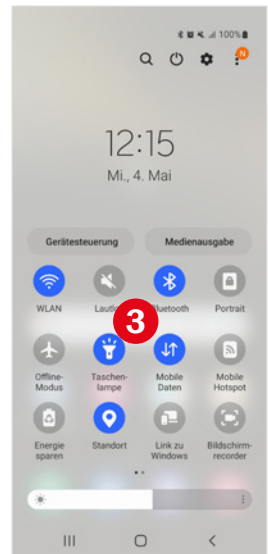 100%
N
12:15
Mi., 4. Mai
Gerätesteuerung Medienausgabe
WLAN Bluetooth Portrait
3
Offline- Taschen- Mobile Mobile
Modus lampe Daten Hotspot
Energie Standort Link zu Bildschirm-
sparen Windows recorder